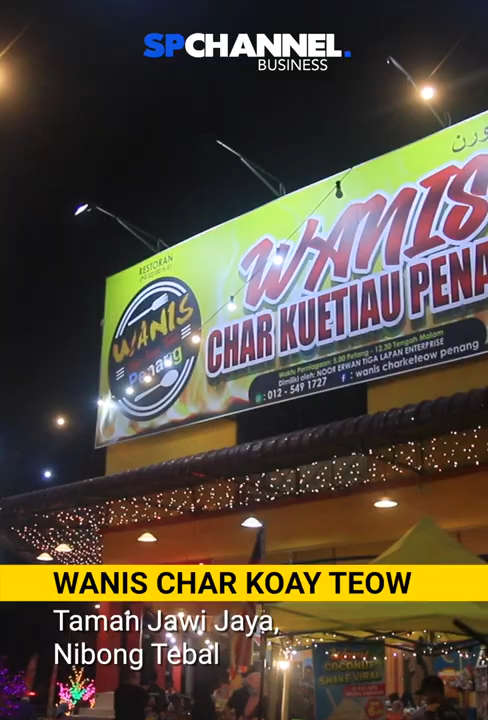 SPCHANNEL.
BUSINESS
RESTORAN
WANIS
CHAR KUETIAU PENA
WANIS
Penang
Waktu Perniagaan: 5.00 Petang - 12.30 Tengah Malam
Dimiliki oleh: NOOR ERWAN TIGA LAPAN ENTERPRISE
: 012 - 549 1727 f : wanis charketeow penang
WANIS CHAR KOAY TEOW
Taman Jawi Jaya,
Nibong Tebal
COCONUT
SHAKE VIRAL